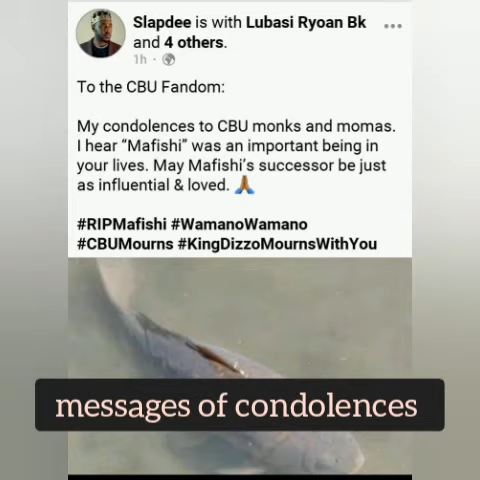 Slapdee is with Lubasi Ryoan Bk
and 4 others.
1h ·
To the CBU Fandom:
My condolences to CBU monks and momas.
I hear “Mafishi” was an important being in
your lives. May Mafishi’s successor be just
as influential & loved. 🙏
#RIPMafishi #WamanoWamano
#CBUMourns #KingDizzoMournsWithYou
messages of condolences